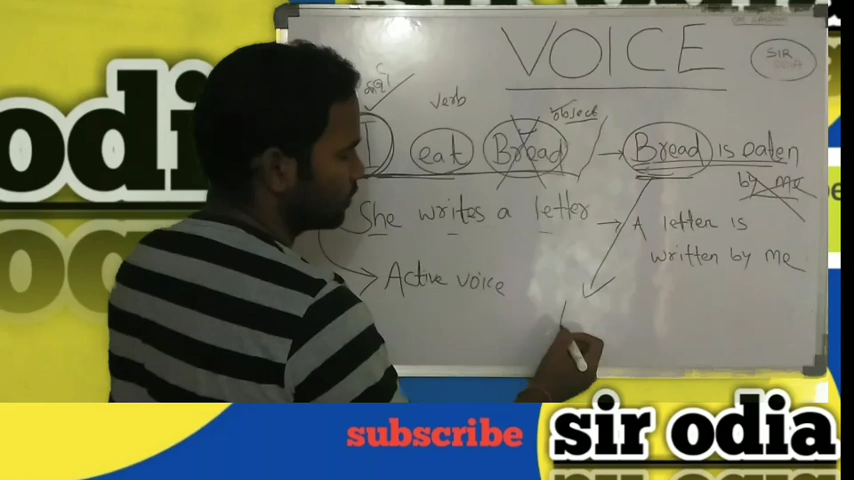 VOICE
SIR
ODIA
verb
object
I eat Bread → Bread is eaten
by me
She writes a letter → A letter is
written by me
Active voice
odi
subscribe
sir odia